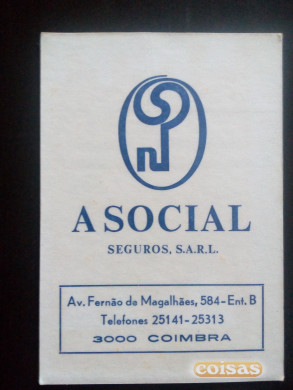 A SOCIAL
SEGUROS, S.A.R.L.
Av. Fernão de Magalhães, 584-Ent. B
Telefones 25141-25313
3000 COIMBRA
coisas